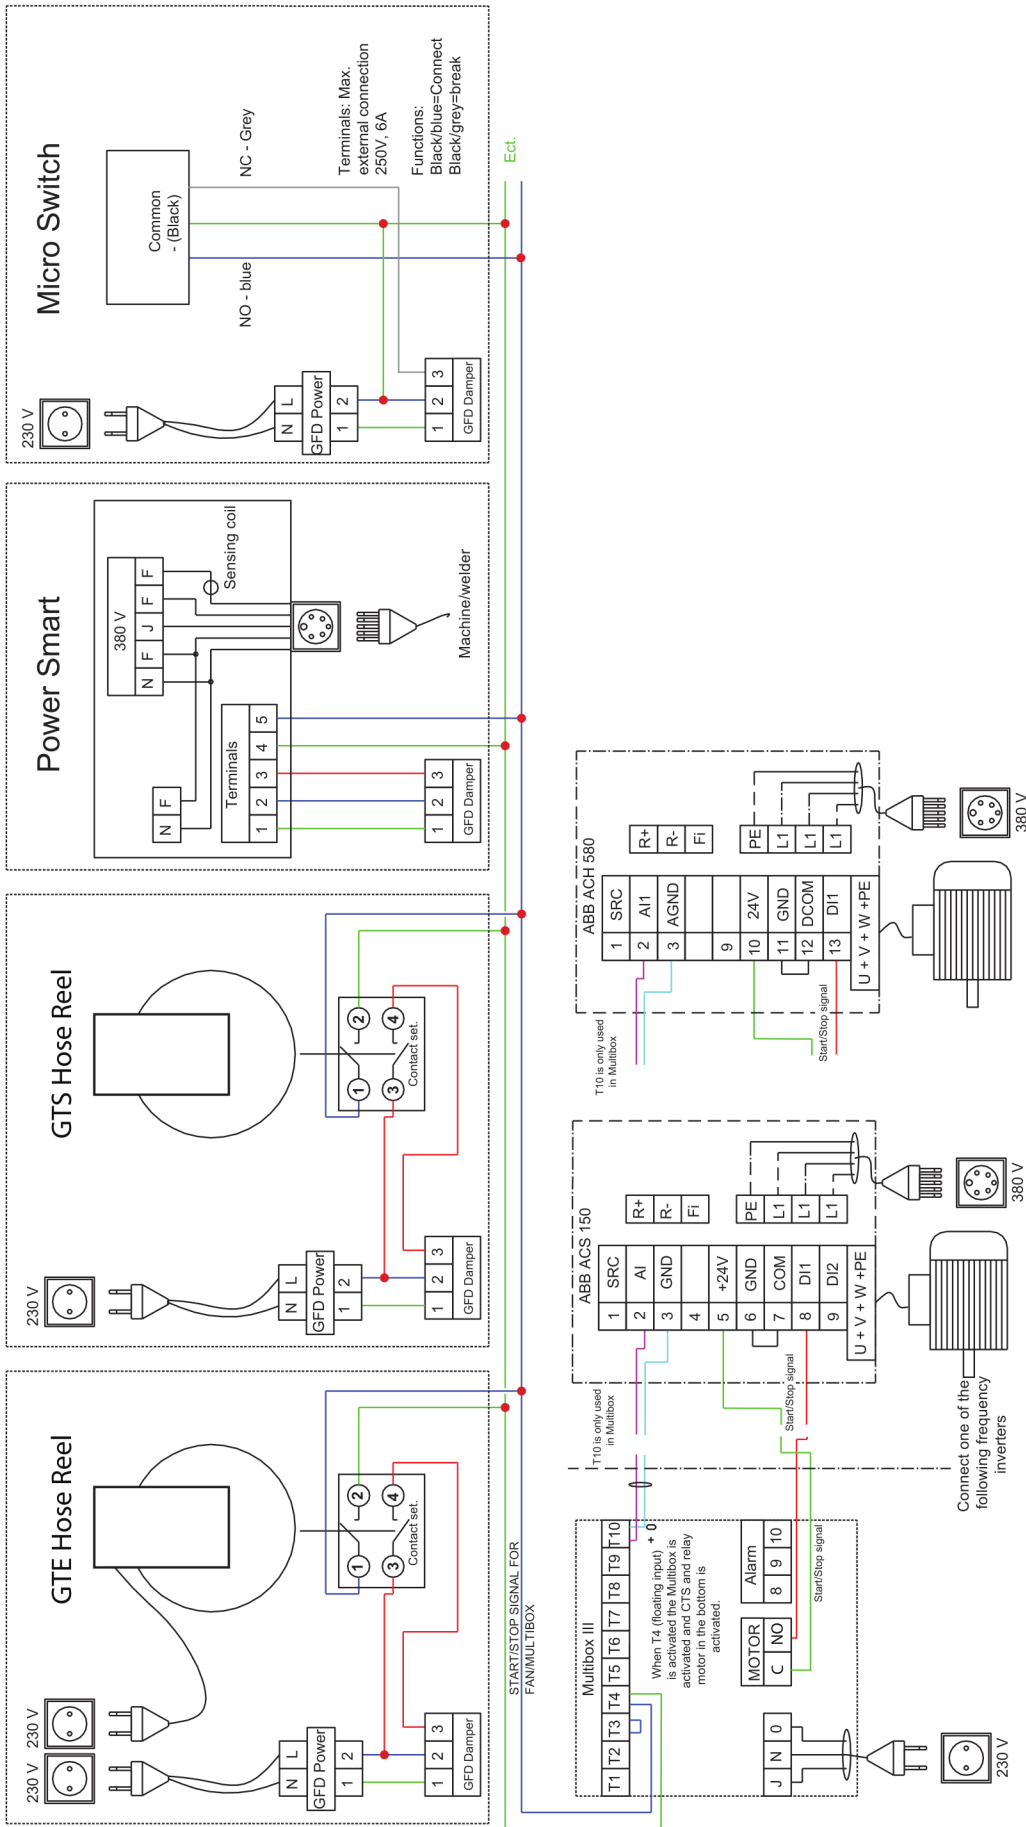 GTE Hose Reel
230 V
230 V
N
L
GFD Power
1
2
1
2
3
GFD Damper
1
2
3
4
Contact set.
GTS Hose Reel
230 V
N
L
GFD Power
1
2
1
2
3
GFD Damper
1
2
3
4
Contact set.
Power Smart
380 V
N
F
J
F
F
Sensing coil
N
F
Terminals
1
2
3
4
5
1
2
3
GFD Damper
Machine/welder
Micro Switch
230 V
Common
- (Black)
NO - blue
NC - Grey
N
L
GFD Power
1
2
1
2
3
GFD Damper
Terminals: Max.
external connection
250V, 6A
Functions:
Black/blue=Connect
Black/grey=break
Ect.
START/STOP SIGNAL FOR
FAN/MULTIBOX
Multibox III
T1
T2
T3
T4
T5
T6
T7
T8
T9
T10
+ 0
When T4 (floating input)
is activated the Multibox is
activated and CTS and relay
motor in the bottom is
activated.
MOTOR
C
NO
Alarm
8
9
10
J
N
0
230 V
Start/Stop signal
Connect one of the
following frequency
inverters
T10 is only used
in Multibox
ABB ACS 150
1 SRC
2 AI
3 GND
4
5 +24V
6 GND
7 COM
8 DI1
9 DI2
U + V + W +PE
R+
R-
Fi
PE
L1
L1
L1
Start/Stop signal
380 V
T10 is only used
in Multibox
ABB ACH 580
1 SRC
2 AI1
3 AGND
9
10 24V
11 GND
12 DCOM
13 DI1
U + V + W +PE
R+
R-
Fi
PE
L1
L1
L1
Start/Stop signal
380 V